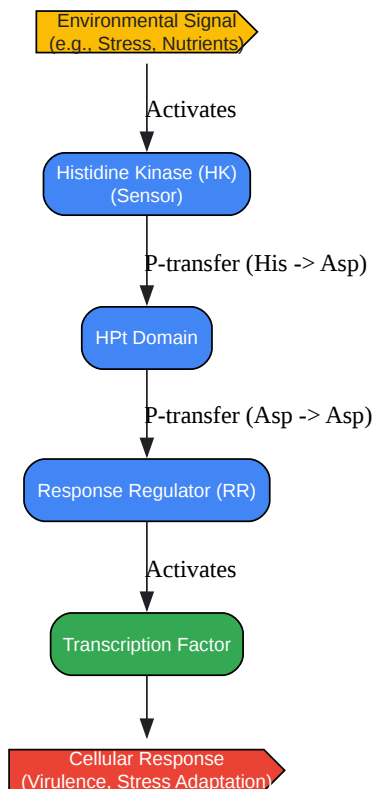 Environmental Signal
(e.g., Stress, Nutrients)
Activates
Histidine Kinase (HK)
(Sensor)
P-transfer (His -> Asp)
HPt Domain
P-transfer (Asp -> Asp)
Response Regulator (RR)
Activates
Transcription Factor
Cellular Response
(Virulence, Stress Adaptation)